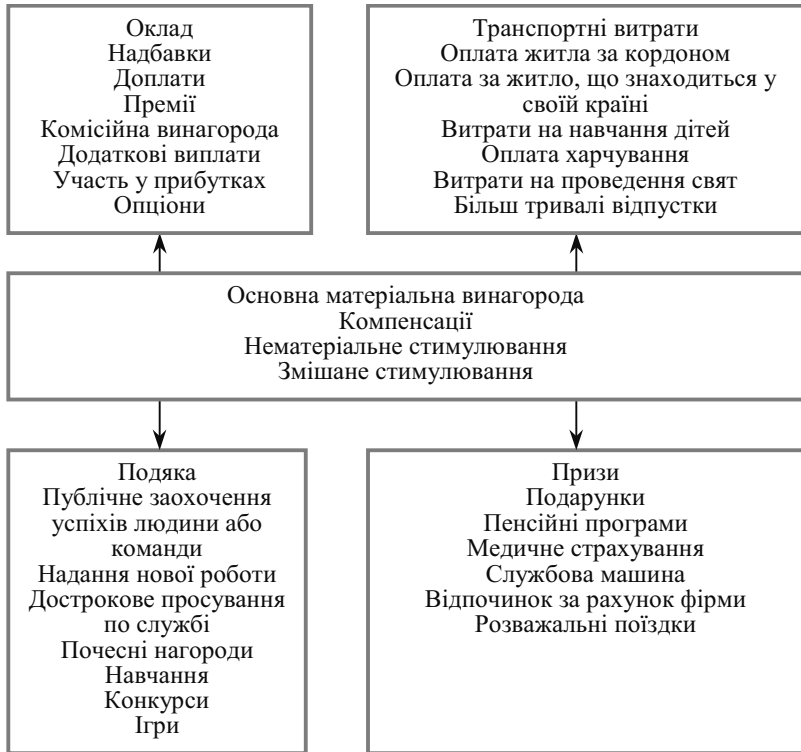 Оклад
Надбавки
Доплати
Премії
Комісійна винагорода
Додаткові виплати
Участь у прибутках
Опціони
Транспортні витрати
Оплата житла за кордоном
Оплата за житло, що знаходиться у
своїй країні
Витрати на навчання дітей
Оплата харчування
Витрати на проведення свят
Більш тривалі відпустки
Основна матеріальна винагорода
Компенсації
Нематеріальне стимулювання
Змішане стимулювання
Подяка
Публічне заохочення
успіхів людини або
команди
Надання нової роботи
Дострокове просування
по службі
Почесні нагороди
Навчання
Конкурси
Ігри
Призи
Подарунки
Пенсійні програми
Медичне страхування
Службова машина
Відпочинок за рахунок фірми
Розважальні поїздки